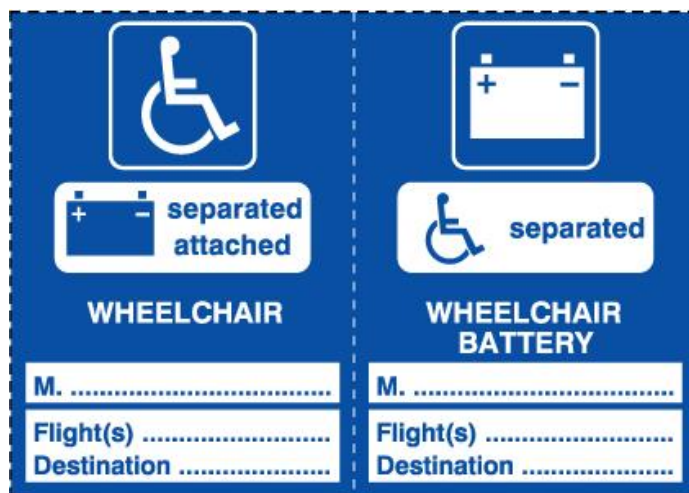 + -
separated
attached
WHEELCHAIR
M. ....................................
Flight(s) ..........................
Destination .....................
+ -
separated
WHEELCHAIR
BATTERY
M. .....................................
Flight(s) ..........................
Destination .....................